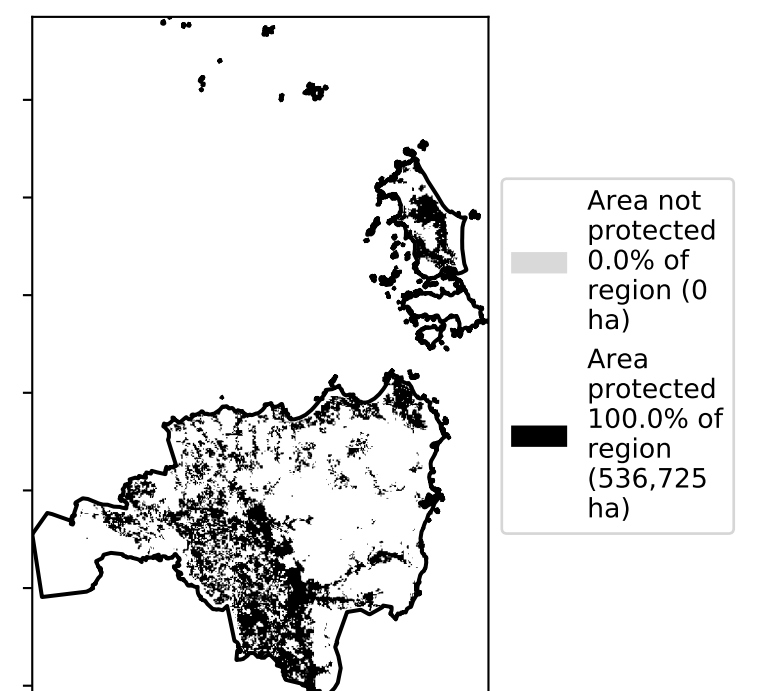 Area not
protected
0.0% of
region (0
ha)
Area
protected
100.0% of
region
(536,725
ha)